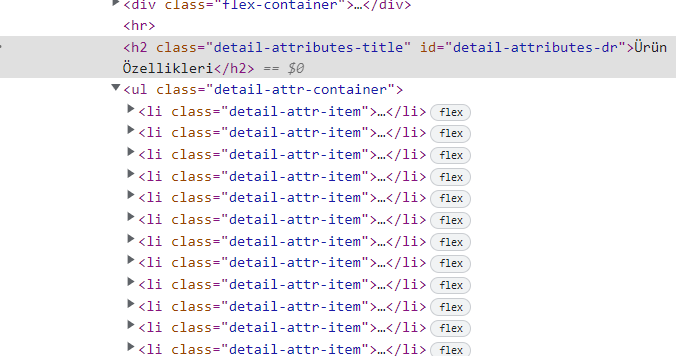 <div class="flex-container">…</div>
<hr>
<h2 class="detail-attributes-title" id="detail-attributes-dr">Ürün
Özellikleri</h2> == $0
<ul class="detail-attr-container">
<li class="detail-attr-item">…</li> flex
<li class="detail-attr-item">…</li> flex
<li class="detail-attr-item">…</li> flex
<li class="detail-attr-item">…</li> flex
<li class="detail-attr-item">…</li> flex
<li class="detail-attr-item">…</li> flex
<li class="detail-attr-item">…</li> flex
<li class="detail-attr-item">…</li> flex
<li class="detail-attr-item">…</li> flex
<li class="detail-attr-item">…</li> flex
<li class="detail-attr-item">…</li> flex
<li class="detail-attr-item">…</li> flex